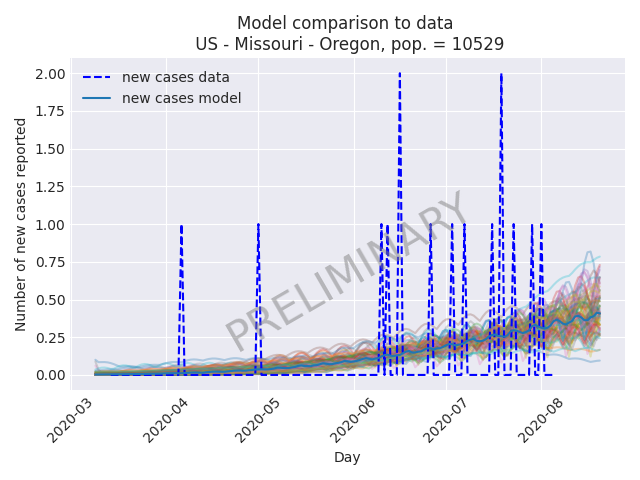 Model comparison to data
US - Missouri - Oregon, pop. = 10529
new cases data
new cases model
Number of new cases reported
2.00
1.75
1.50
1.25
1.00
0.75
0.50
0.25
0.00
PRELIMINARY
2020-03
2020-04
2020-05
2020-06
2020-07
2020-08
Day